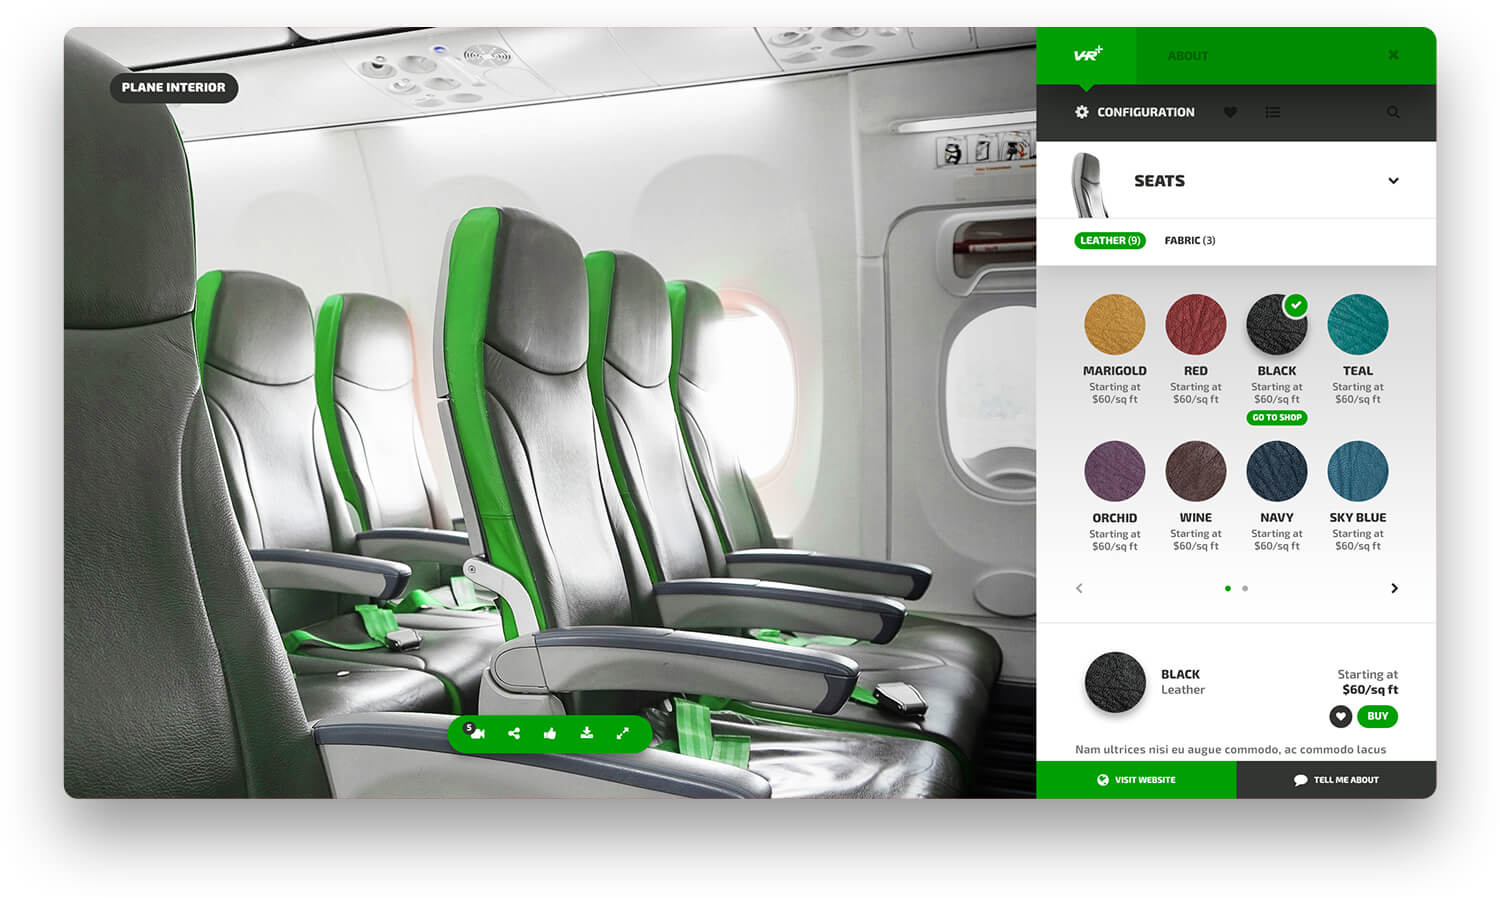 PLANE INTERIOR
VR+
ABOUT
CONFIGURATION
SEATS
LEATHER (9)
FABRIC (3)
MARIGOLD
Starting at
$60/sq ft
RED
Starting at
$60/sq ft
BLACK
Starting at
$60/sq ft
GO TO SHOP
TEAL
Starting at
$60/sq ft
ORCHID
Starting at
$60/sq ft
WINE
Starting at
$60/sq ft
NAVY
Starting at
$60/sq ft
SKY BLUE
Starting at
$60/sq ft
BLACK
Leather
Starting at
$60/sq ft
BUY
Nam ultrices nisi eu augue commodo, ac commodo lacus
5
VISIT WEBSITE
TELL ME ABOUT